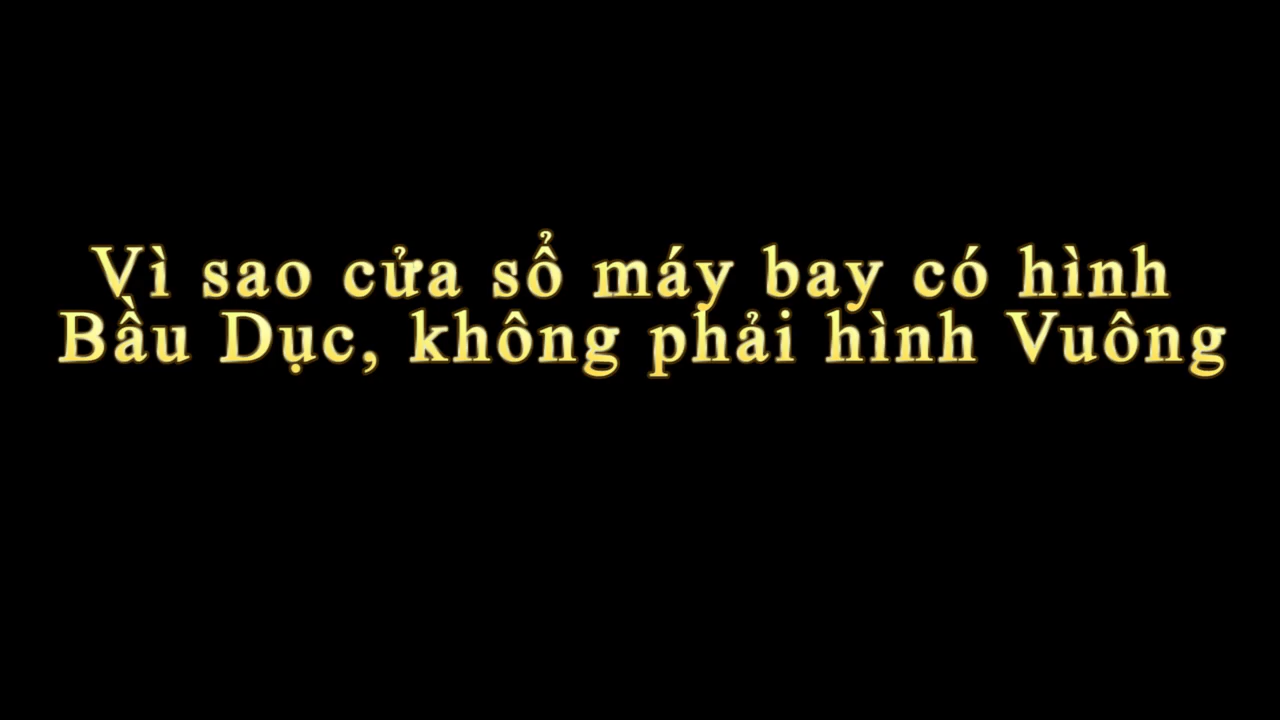 Vì sao cửa sổ máy bay có hình
Bầu Dục, không phải hình Vuông